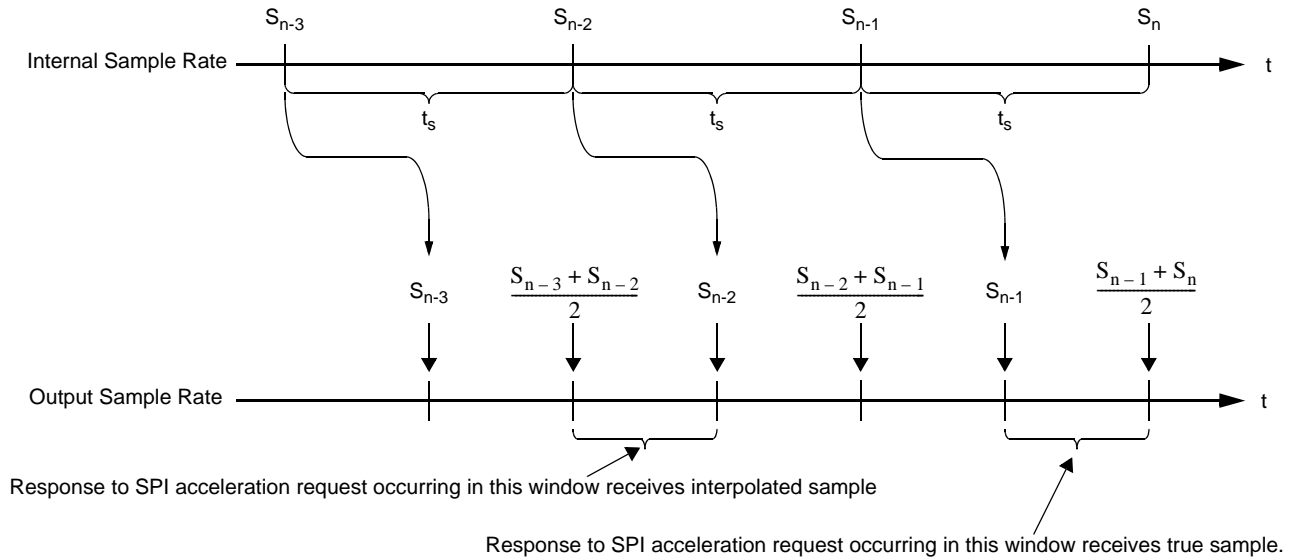 S_{n-3} S_{n-2} S_{n-1} S_n
Internal Sample Rate t
t_s t_s t_s
S_{n-3} \frac{S_{n-3} + S_{n-2}}{2} S_{n-2} \frac{S_{n-2} + S_{n-1}}{2} S_{n-1} \frac{S_{n-1} + S_n}{2}
Output Sample Rate t
Response to SPI acceleration request occurring in this window receives interpolated sample
Response to SPI acceleration request occurring in this window receives true sample.